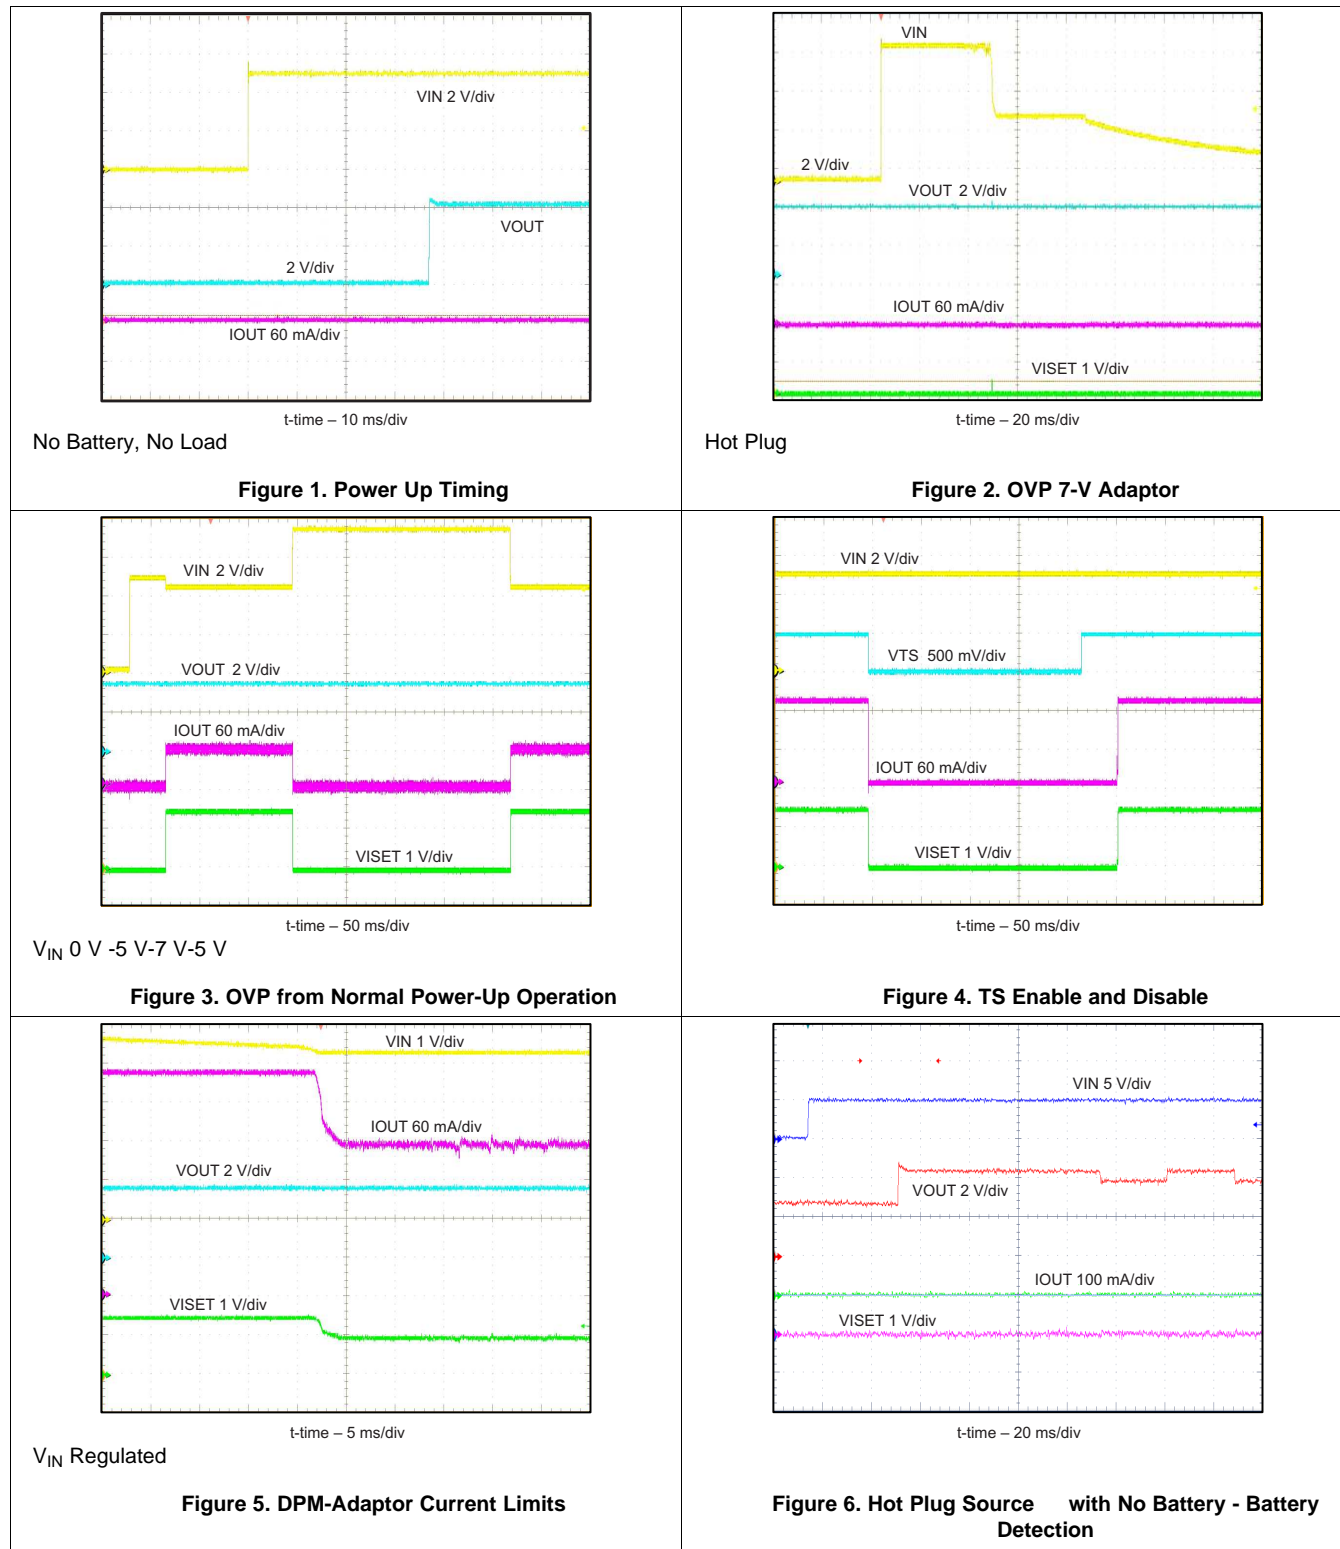 VIN 2 V/div
VOUT
2 V/div
IOUT 60 mA/div
t-time – 10 ms/div
No Battery, No Load
Figure 1. Power Up Timing
VIN
2 V/div
VOUT 2 V/div
IOUT 60 mA/div
VISET 1 V/div
t-time – 20 ms/div
Hot Plug
Figure 2. OVP 7-V Adaptor
VIN 2 V/div
VOUT 2 V/div
IOUT 60 mA/div
VISET 1 V/div
t-time – 50 ms/div
VIN 0 V -5 V-7 V-5 V
Figure 3. OVP from Normal Power-Up Operation
VIN 2 V/div
VTS 500 mV/div
IOUT 60 mA/div
VISET 1 V/div
t-time – 50 ms/div
Figure 4. TS Enable and Disable
VIN 1 V/div
IOUT 60 mA/div
VOUT 2 V/div
VISET 1 V/div
t-time – 5 ms/div
VIN Regulated
Figure 5. DPM-Adaptor Current Limits
VIN 5 V/div
VOUT 2 V/div
IOUT 100 mA/div
VISET 1 V/div
t-time – 20 ms/div
Figure 6. Hot Plug Source with No Battery - Battery
Detection